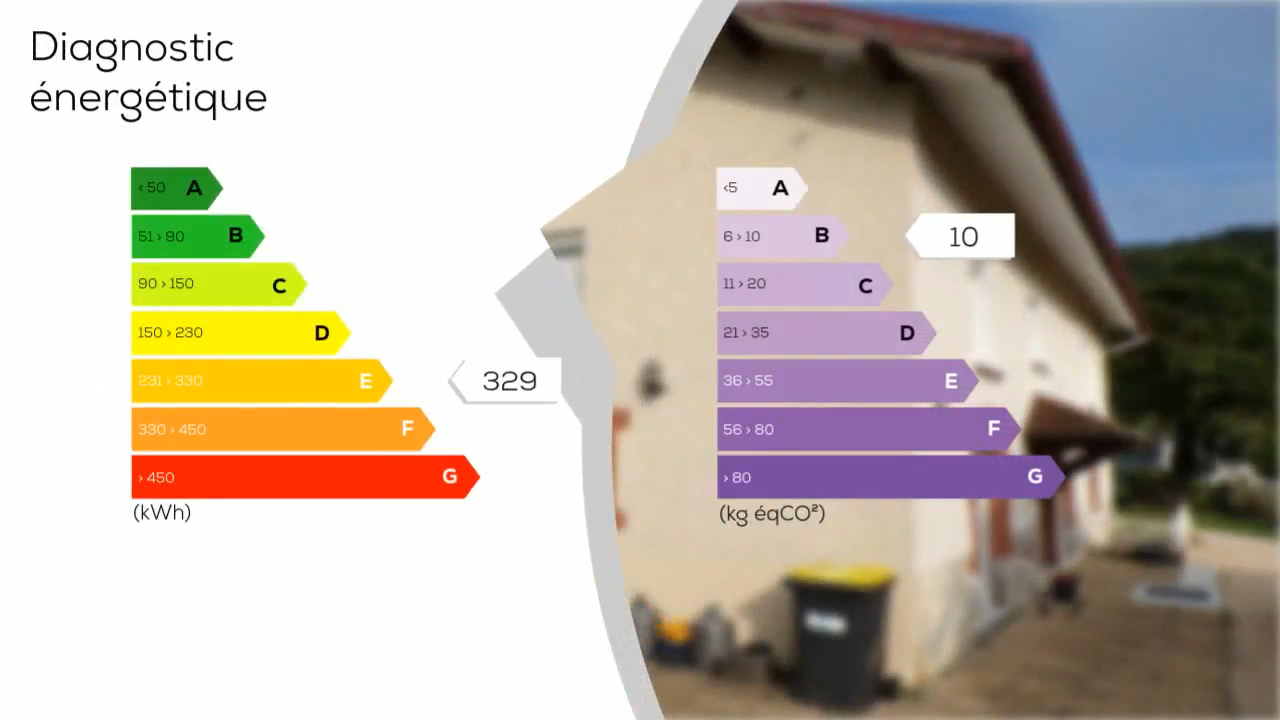 Diagnostic
énergétique
< 50 A
51 > 90 B
90 > 150 C
150 > 230 D
231 > 330 E
330 > 450 F
> 450 G
(kWh)
329
<5 A
6 > 10 B
11 > 20 C
21 > 35 D
36 > 55 E
56 > 80 F
> 80 G
(kg éqCO²)
10